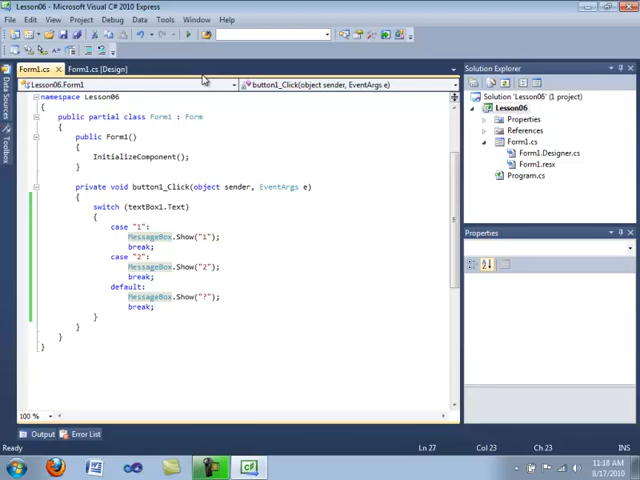 Lesson06 - Microsoft Visual C# 2010 Express
File Edit View Project Debug Data Tools Window Help
Form1.cs
Form1.cs [Design]
Lesson06.Form1
button1_Click(object sender, EventArgs e)
namespace Lesson06
{
public partial class Form1 : Form
{
public Form1()
{
InitializeComponent();
}
private void button1_Click(object sender, EventArgs e)
{
switch (textBox1.Text)
{
case "1":
MessageBox.Show("1");
break;
case "2":
MessageBox.Show("2");
break;
default:
MessageBox.Show("?");
break;
}
}
}
}
100 %
Output Error List
Data Sources
Toolbox
Solution Explorer
Solution 'Lesson06' (1 project)
Lesson06
Properties
References
Form1.cs
Form1.Designer.cs
Form1.resx
Program.cs
Properties
Ready
Ln 27
Col 23
Ch 23
INS
11:18 AM
8/17/2010